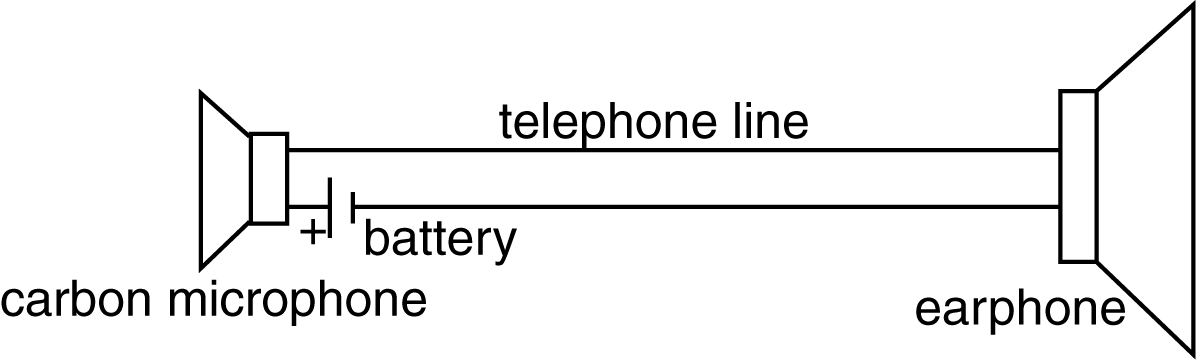 telephone line
+
battery
carbon microphone
earphone